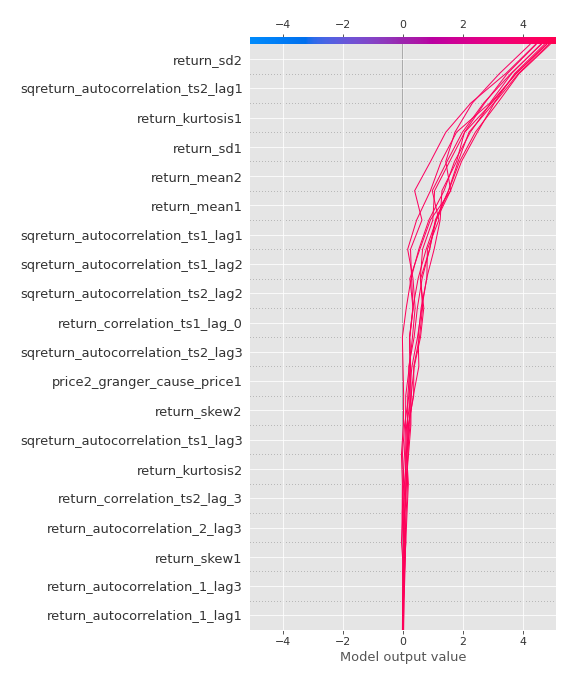 −4 −2 0 2 4
return_sd2
sqreturn_autocorrelation_ts2_lag1
return_kurtosis1
return_sd1
return_mean2
return_mean1
sqreturn_autocorrelation_ts1_lag1
sqreturn_autocorrelation_ts1_lag2
sqreturn_autocorrelation_ts2_lag2
return_correlation_ts1_lag_0
sqreturn_autocorrelation_ts2_lag3
price2_granger_cause_price1
return_skew2
sqreturn_autocorrelation_ts1_lag3
return_kurtosis2
return_correlation_ts2_lag_3
return_autocorrelation_2_lag3
return_skew1
return_autocorrelation_1_lag3
return_autocorrelation_1_lag1
−4 −2 0 2 4
Model output value